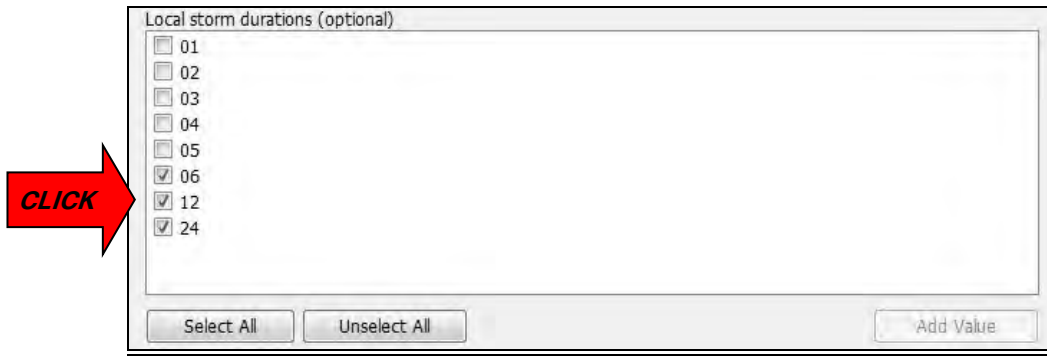 Local storm durations (optional)
01
02
03
04
05
06
CLICK
12
24
Select All
Unselect All
Add Value